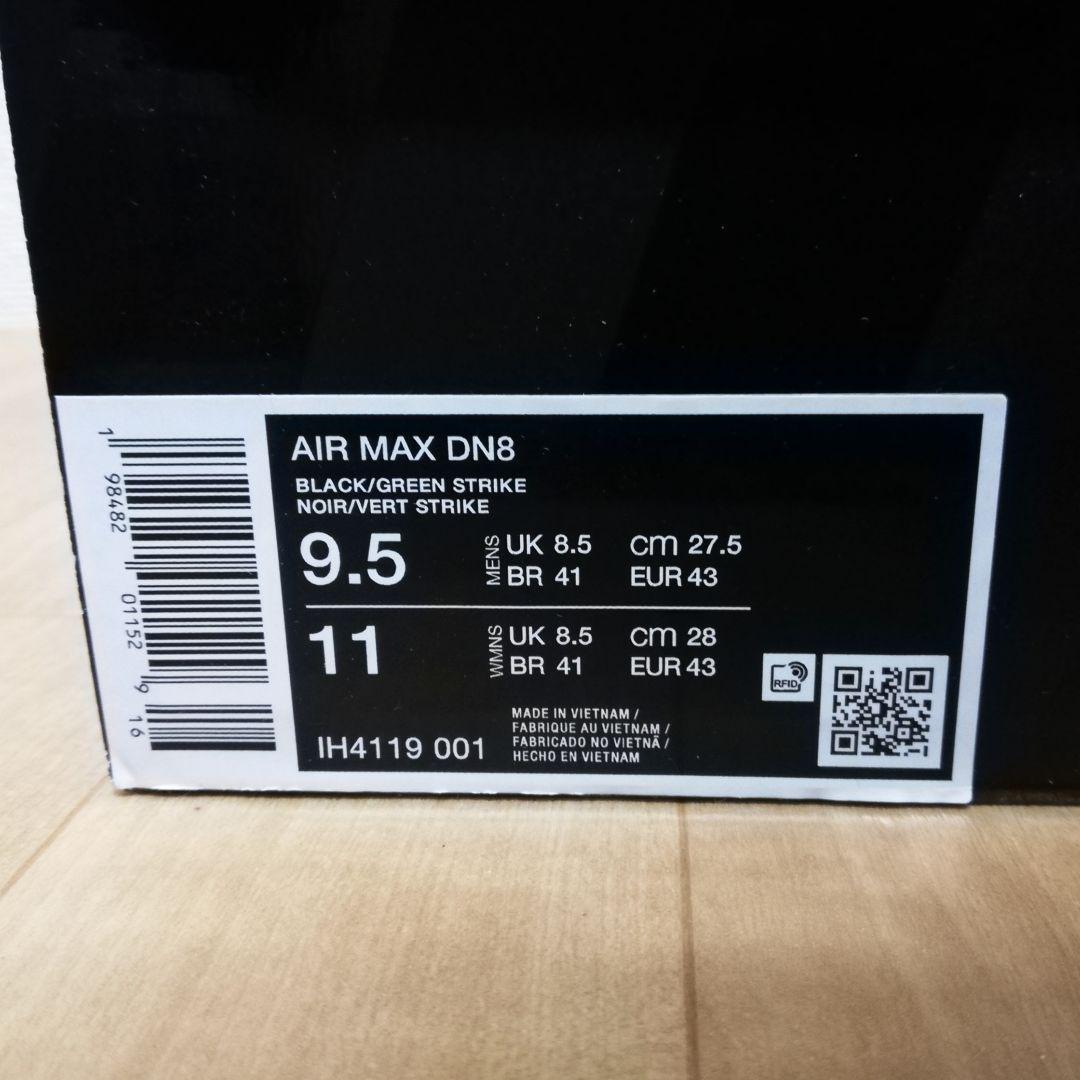 AIR MAX DN8
BLACK/GREEN STRIKE
NOIR/VERT STRIKE
9.5
MENS
UK 8.5 cm 27.5
BR 41 EUR 43
11
WMNS
UK 8.5 cm 28
BR 41 EUR 43
IH4119 001
MADE IN VIETNAM /
FABRIQUE AU VIETNAM /
FABRICADO NO VIETNÃ /
HECHO EN VIETNAM
RFID
1 98482 01152 9 16